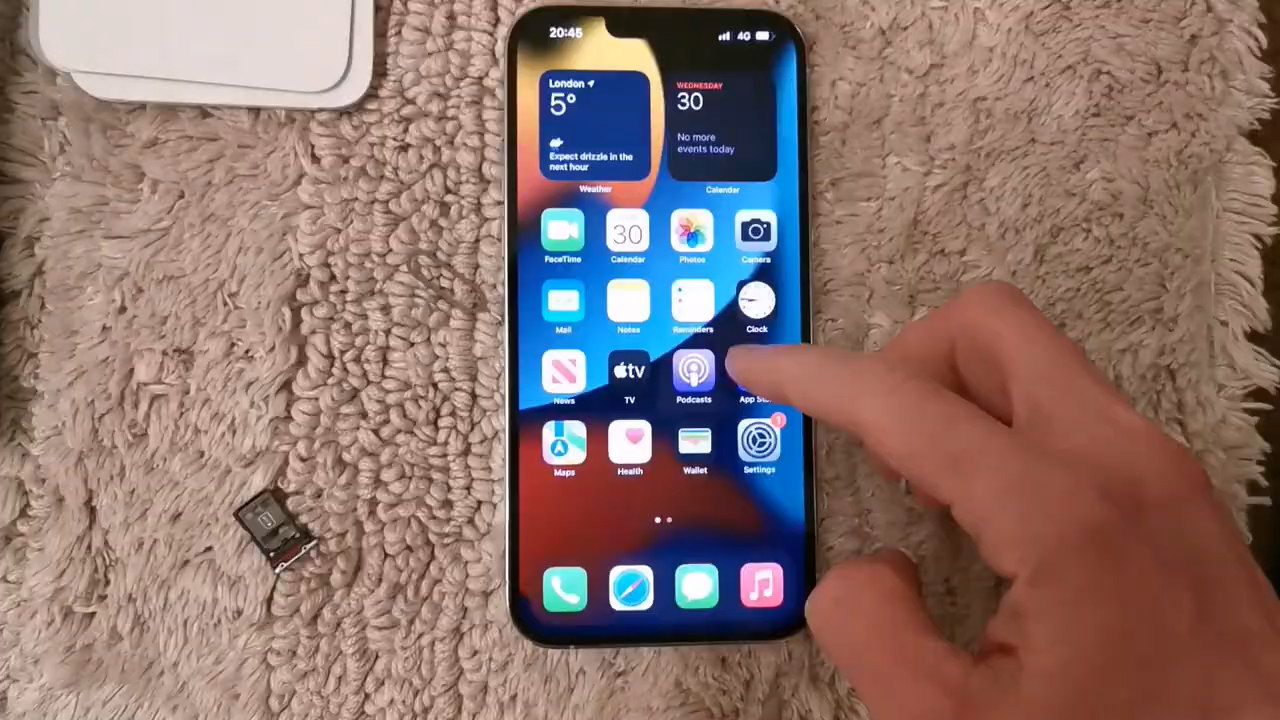 20:45
4G
London
5°
Expect drizzle in the
next hour
Weather
WEDNESDAY
30
No more
events today
Calendar
30
FaceTime
Calendar
Photos
Camera
Mail
Notes
Reminders
Clock
tv
News
TV
Podcasts
App
1
Maps
Health
Wallet
Settings